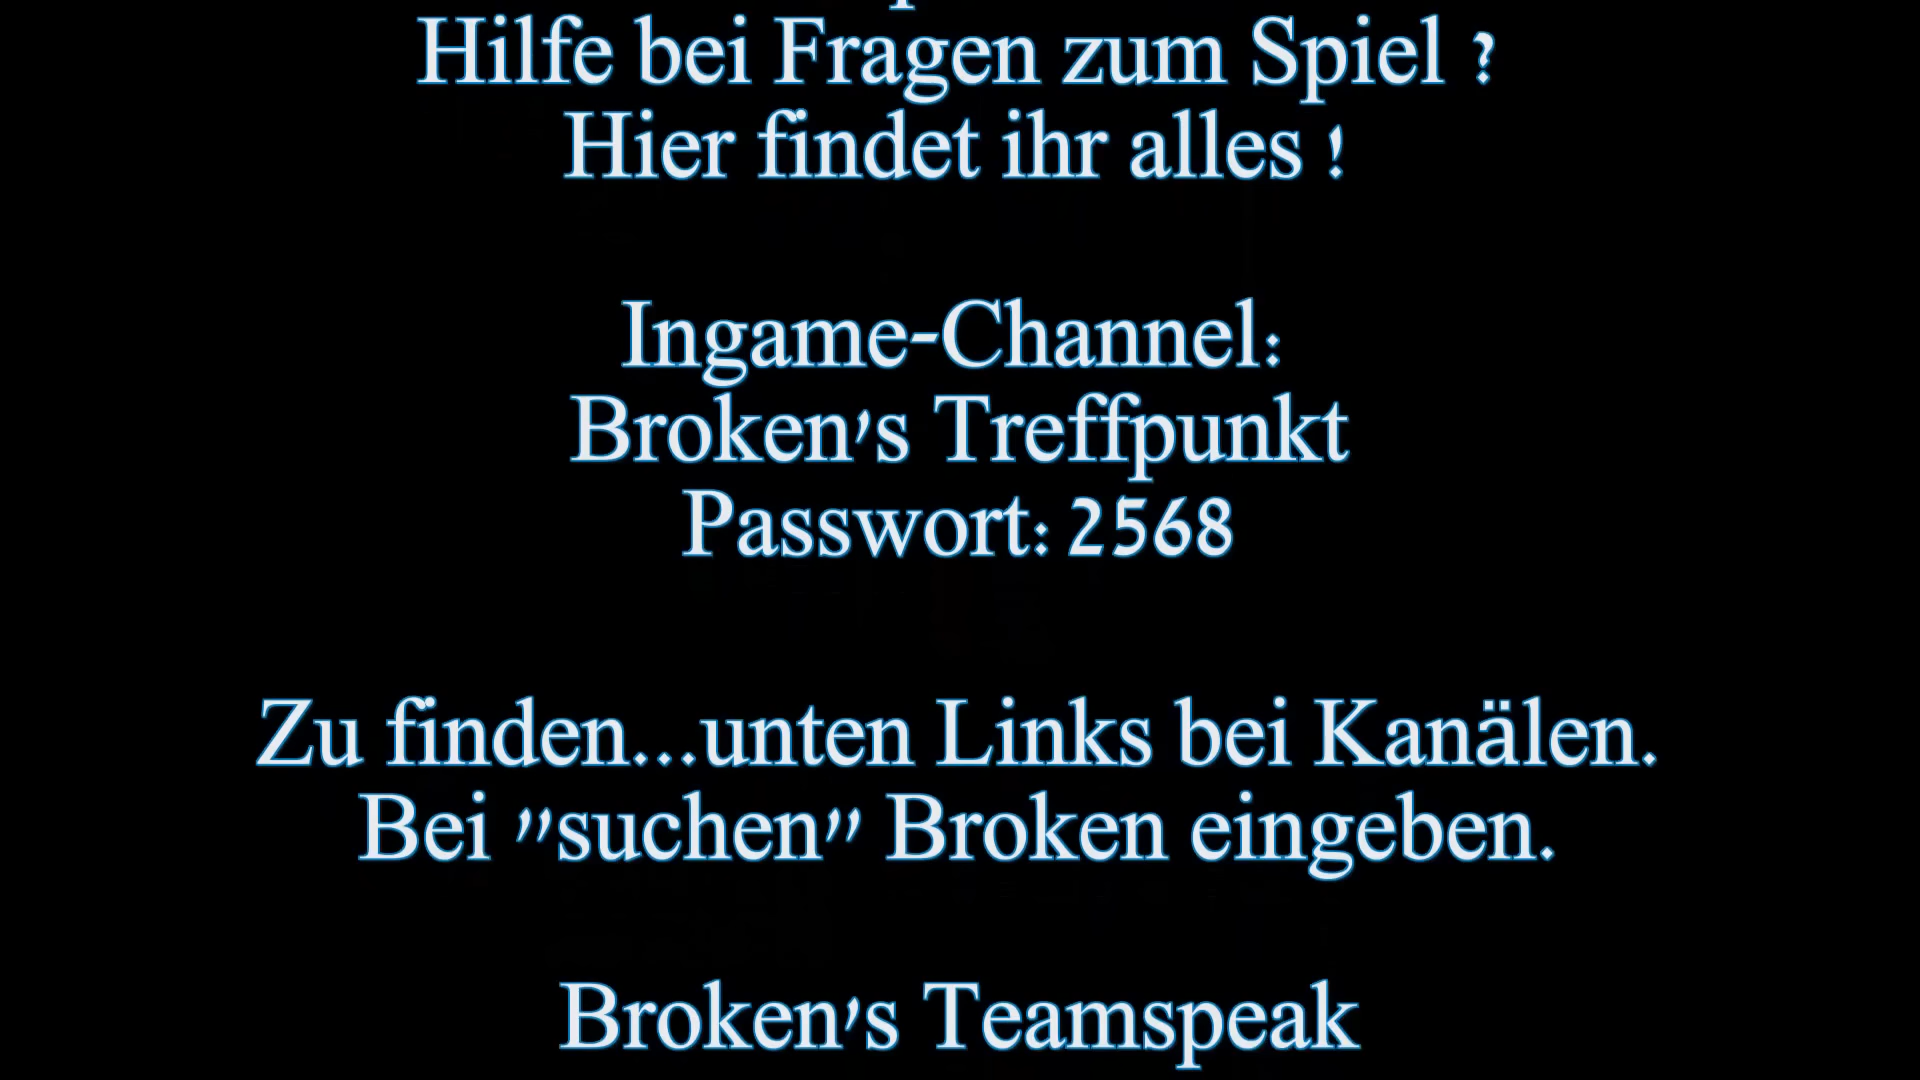 Hilfe bei Fragen zum Spiel ?
Hier findet ihr alles !
Ingame-Channel:
Broken's Treffpunkt
Passwort: 2568
Zu finden...unten Links bei Kanälen.
Bei "suchen" Broken eingeben.
Broken's Teamspeak